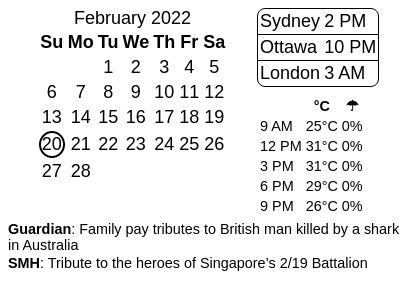 February 2022
Su Mo Tu We Th Fr Sa
1 2 3 4 5
6 7 8 9 10 11 12
13 14 15 16 17 18 19
20 21 22 23 24 25 26
27 28
Sydney 2 PM
Ottawa 10 PM
London 3 AM
°C ☂
9 AM 25°C 0%
12 PM 31°C 0%
3 PM 31°C 0%
6 PM 29°C 0%
9 PM 26°C 0%
Guardian: Family pay tributes to British man killed by a shark
in Australia
SMH: Tribute to the heroes of Singapore’s 2/19 Battalion